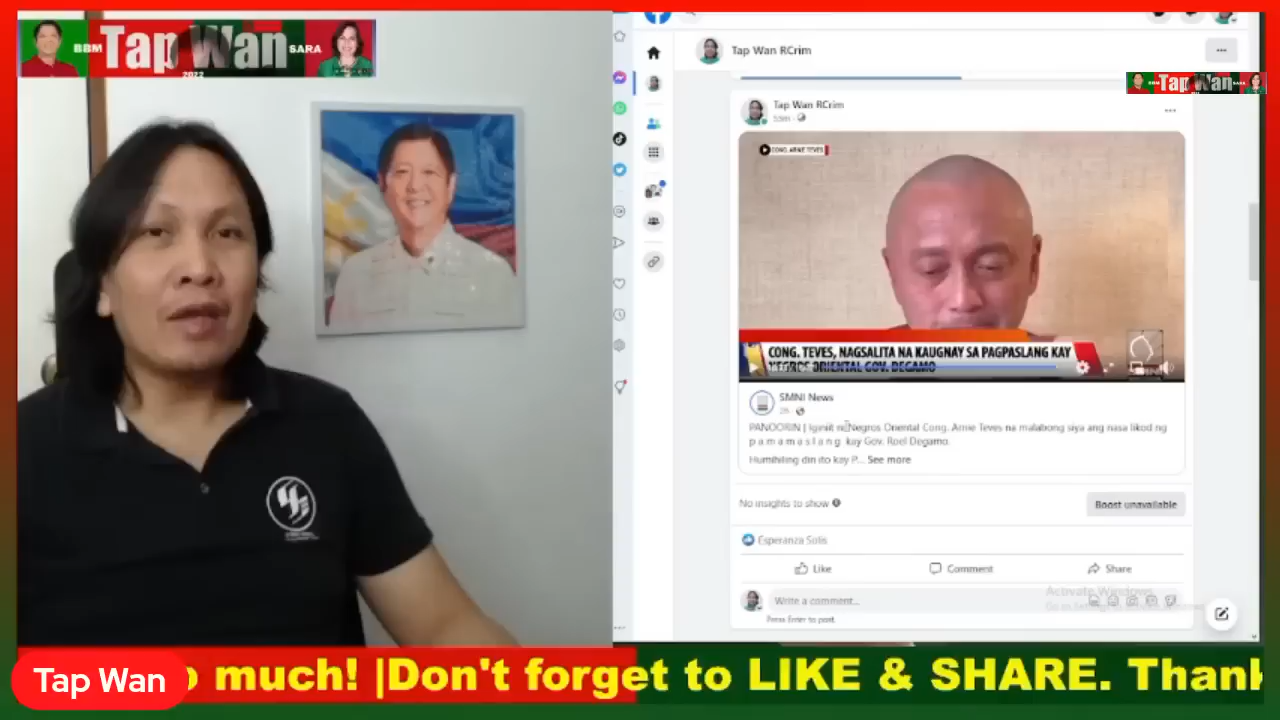 BBM Tap Wan SARA
2022
Tap Wan RCrim
Tap Wan
Tap Wan RCrim
55m
CONG. ARNIE TEVES
CONG. TEVES, NAGSALITA NA KAUGNAY SA PAGPASLANG KAY
NEGROS ORIENTAL GOV. DEGAMO
SMNI News
2h
PANOORIN | Iginiit ni Negros Oriental Cong. Arnie Teves na malabong siya ang nasa likod ng
p a m a m a s l a n g kay Gov. Roel Degamo.
Humihiling din ito kay P... See more
No insights to show
Boost unavailable
Esperanza Solis
Like Comment Share
Write a comment...
Press Enter to post.
Activate Windows
Tap Wan
o much! |Don't forget to LIKE & SHARE. Thank